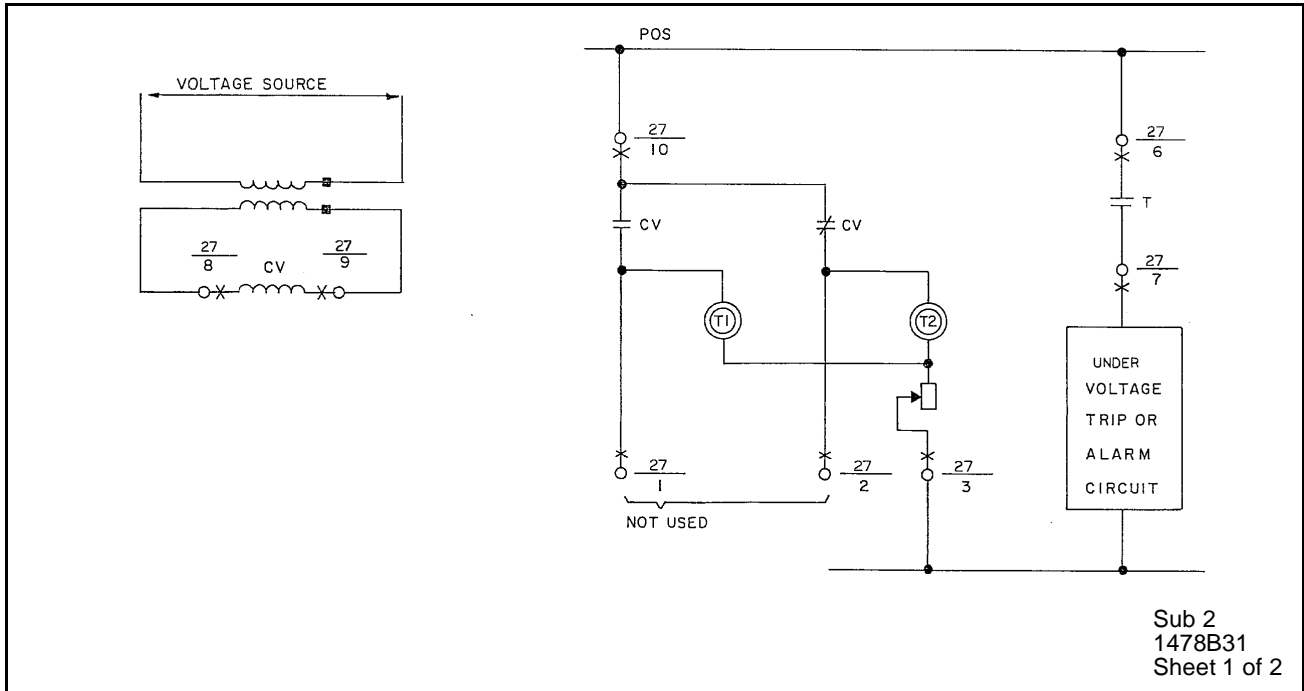 POS
VOLTAGE SOURCE
27
10
27
6
CV
CV
T
27
8
CV
27
9
27
7
T1
T2
UNDER
VOLTAGE
TRIP OR
ALARM
CIRCUIT
27
1
27
2
27
3
NOT USED
Sub 2
1478B31
Sheet 1 of 2